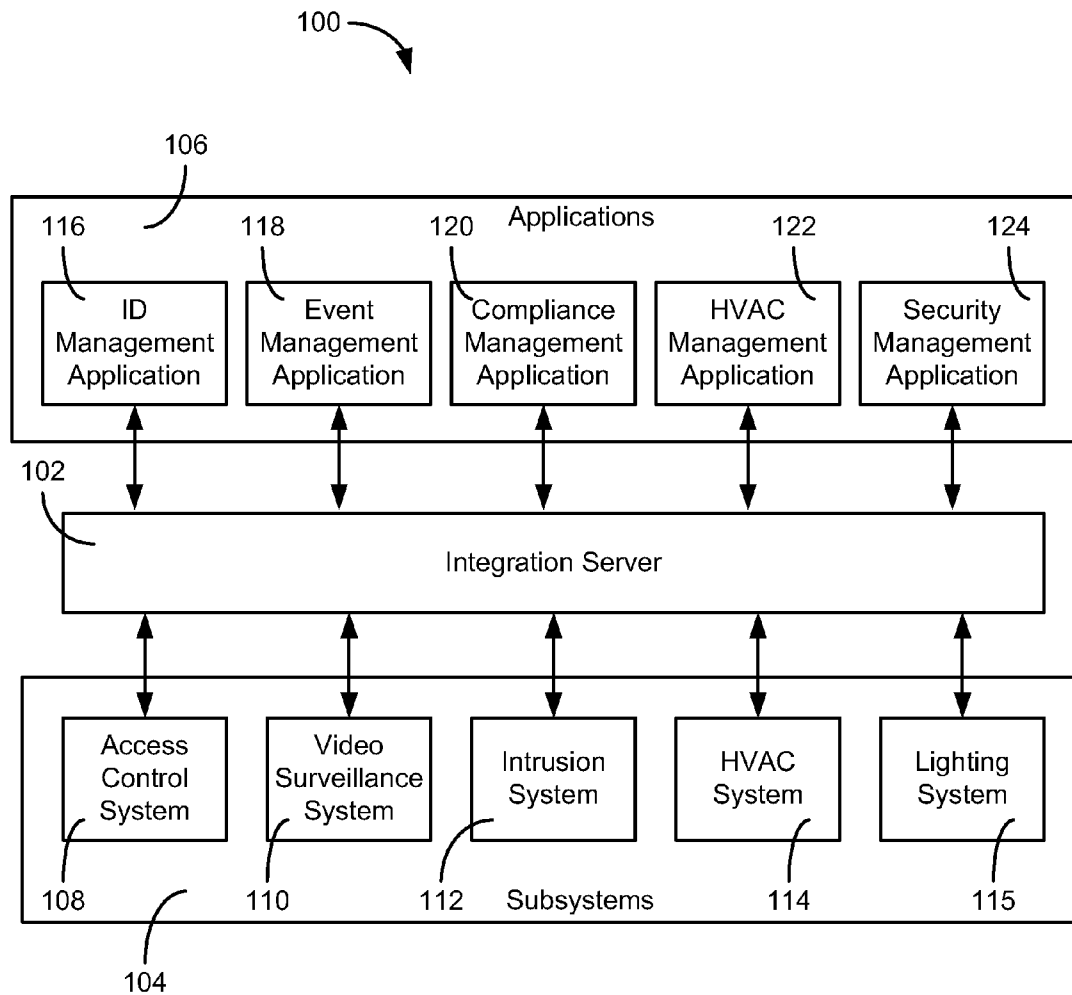 100
106
Applications
116
118
120
122
124
ID
Management
Application
Event
Management
Application
Compliance
Management
Application
HVAC
Management
Application
Security
Management
Application
102
Integration Server
Access
Control
System
Video
Surveillance
System
Intrusion
System
HVAC
System
Lighting
System
108
110
112
Subsystems
114
115
104